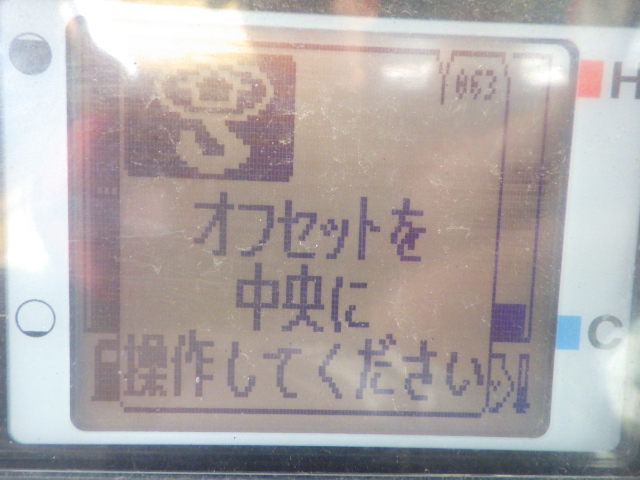 063
H
オフセットを
中央に
C
操作してください